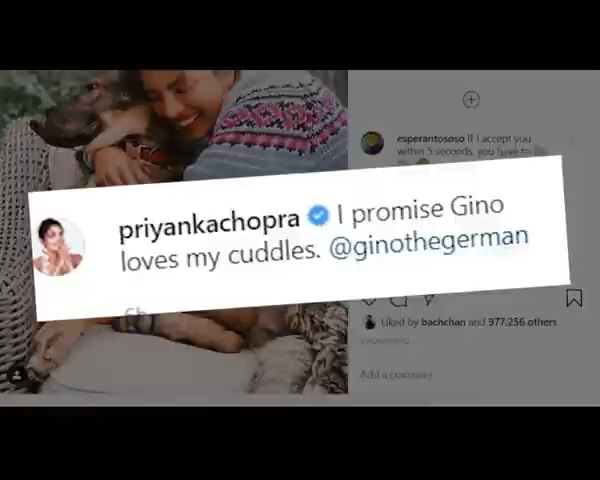 esperantososo If I accept you
within 5 seconds, you have to
priyankachopra I promise Gino
loves my cuddles. @ginothegerman
Liked by bachchan and 977,256 others
Add a comment